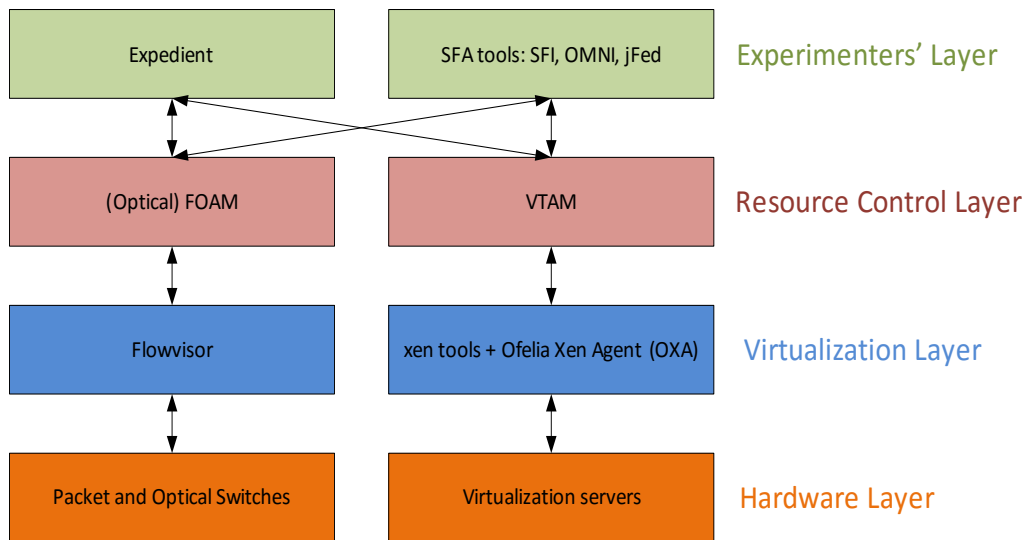 Expedient
SFA tools: SFI, OMNI, jFed
Experimenters' Layer
(Optical) FOAM
VTAM
Resource Control Layer
Flowvisor
xen tools + Ofelia Xen Agent (OXA)
Virtualization Layer
Packet and Optical Switches
Virtualization servers
Hardware Layer